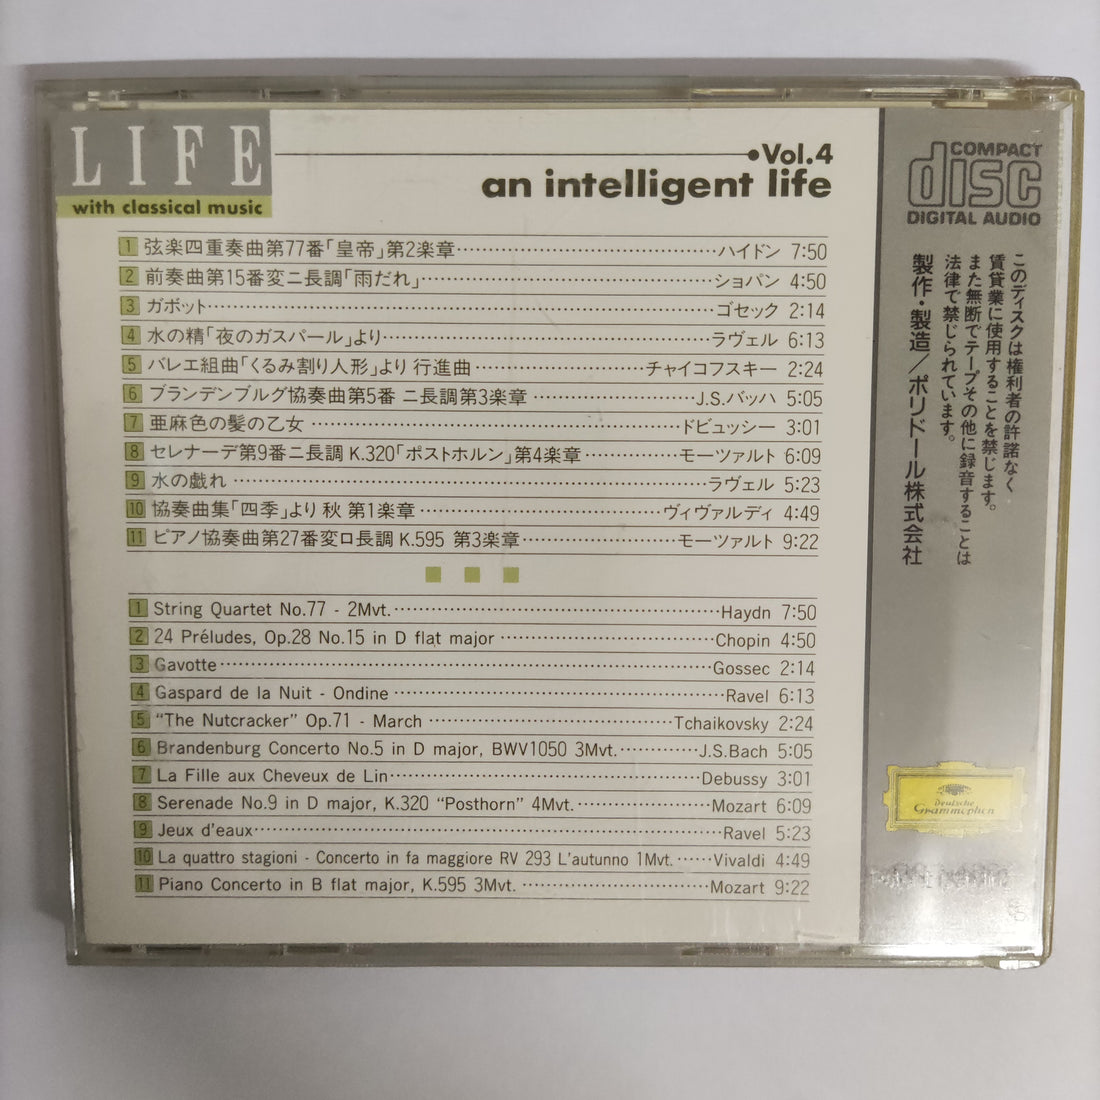 LIFE
with classical music
•Vol.4
an intelligent life
1 弦楽四重奏曲第77番「皇帝」第2楽章 ハイドン 7:50
2 前奏曲第15番変ニ長調「雨だれ」 ショパン 4:50
3 ガボット ゴセック 2:14
4 水の精「夜のガスパール」より ラヴェル 6:13
5 バレエ組曲「くるみ割り人形」より 行進曲 チャイコフスキー 2:24
6 ブランデンブルグ協奏曲第5番 ニ長調第3楽章 J.S.バッハ 5:05
7 亜麻色の髪の乙女 ドビュッシー 3:01
8 セレナーデ第9番ニ長調 K.320「ポストホルン」第4楽章 モーツァルト 6:09
9 水の戯れ ラヴェル 5:23
10 協奏曲集「四季」より 秋 第1楽章 ヴィヴァルディ 4:49
11 ピアノ協奏曲第27番変ロ長調 K.595 第3楽章 モーツァルト 9:22
1 String Quartet No.77 - 2Mvt. Haydn 7:50
2 24 Préludes, Op.28 No.15 in D flat major Chopin 4:50
3 Gavotte Gossec 2:14
4 Gaspard de la Nuit - Ondine Ravel 6:13
5 “The Nutcracker” Op.71 - March Tchaikovsky 2:24
6 Brandenburg Concerto No.5 in D major, BWV1050 3Mvt. J.S.Bach 5:05
7 La Fille aux Cheveux de Lin Debussy 3:01
8 Serenade No.9 in D major, K.320 “Posthorn” 4Mvt. Mozart 6:09
9 Jeux d’eaux Ravel 5:23
10 La quattro stagioni - Concerto in fa maggiore RV 293 L’autunno 1Mvt. Vivaldi 4:49
11 Piano Concerto in B flat major, K.595 3Mvt. Mozart 9:22
COMPACT
disc
DIGITAL AUDIO
このディスクは権利者の許諾なく
賃貸業に使用することを禁じます。
また無断でテープその他に録音することは
法律で禁じられています。
製作・製造／ポリドール株式会社
Deutsche
Grammophon